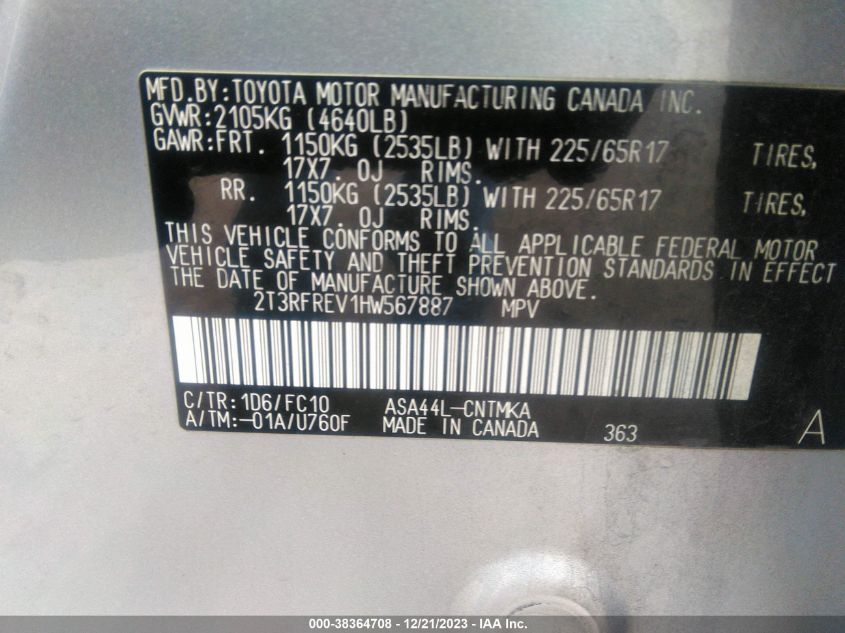 MFD.BY:TOYOTA MOTOR MANUFACTURING CANADA INC.
GVWR:2105KG (4640LB)
GAWR:FRT. 1150KG (2535LB) WITH 225/65R17 TIRES,
17X7. 0J RIMS.
RR. 1150KG (2535LB) WITH 225/65R17 TIRES,
17X7. 0J RIMS.
THIS VEHICLE CONFORMS TO ALL APPLICABLE FEDERAL MOTOR
VEHICLE SAFETY AND THEFT PREVENTION STANDARDS IN EFFECT
THE DATE OF MANUFACTURE SHOWN ABOVE.
2T3RFREV1HW567887 MPV
C/TR:1D6/FC10 ASA44L-CNTMKA
A/TM:-01A/U760F MADE IN CANADA 363 A
000-38364708 - 12/21/2023 - IAA Inc.